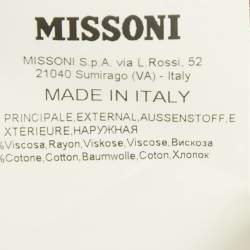 MISSONI
MISSONI S.p.A. via L.Rossi, 52
21040 Sumirago (VA) - Italy
MADE IN ITALY
PRINCIPALE,EXTERNAL,AUSSENSTOFF,E
XTERIEURE,НАРУЖНАЯ
%Viscosa,Rayon,Viskose,Viscose,Вискоза
%Cotone,Cotton,Baumwolle,Coton,Хлопок